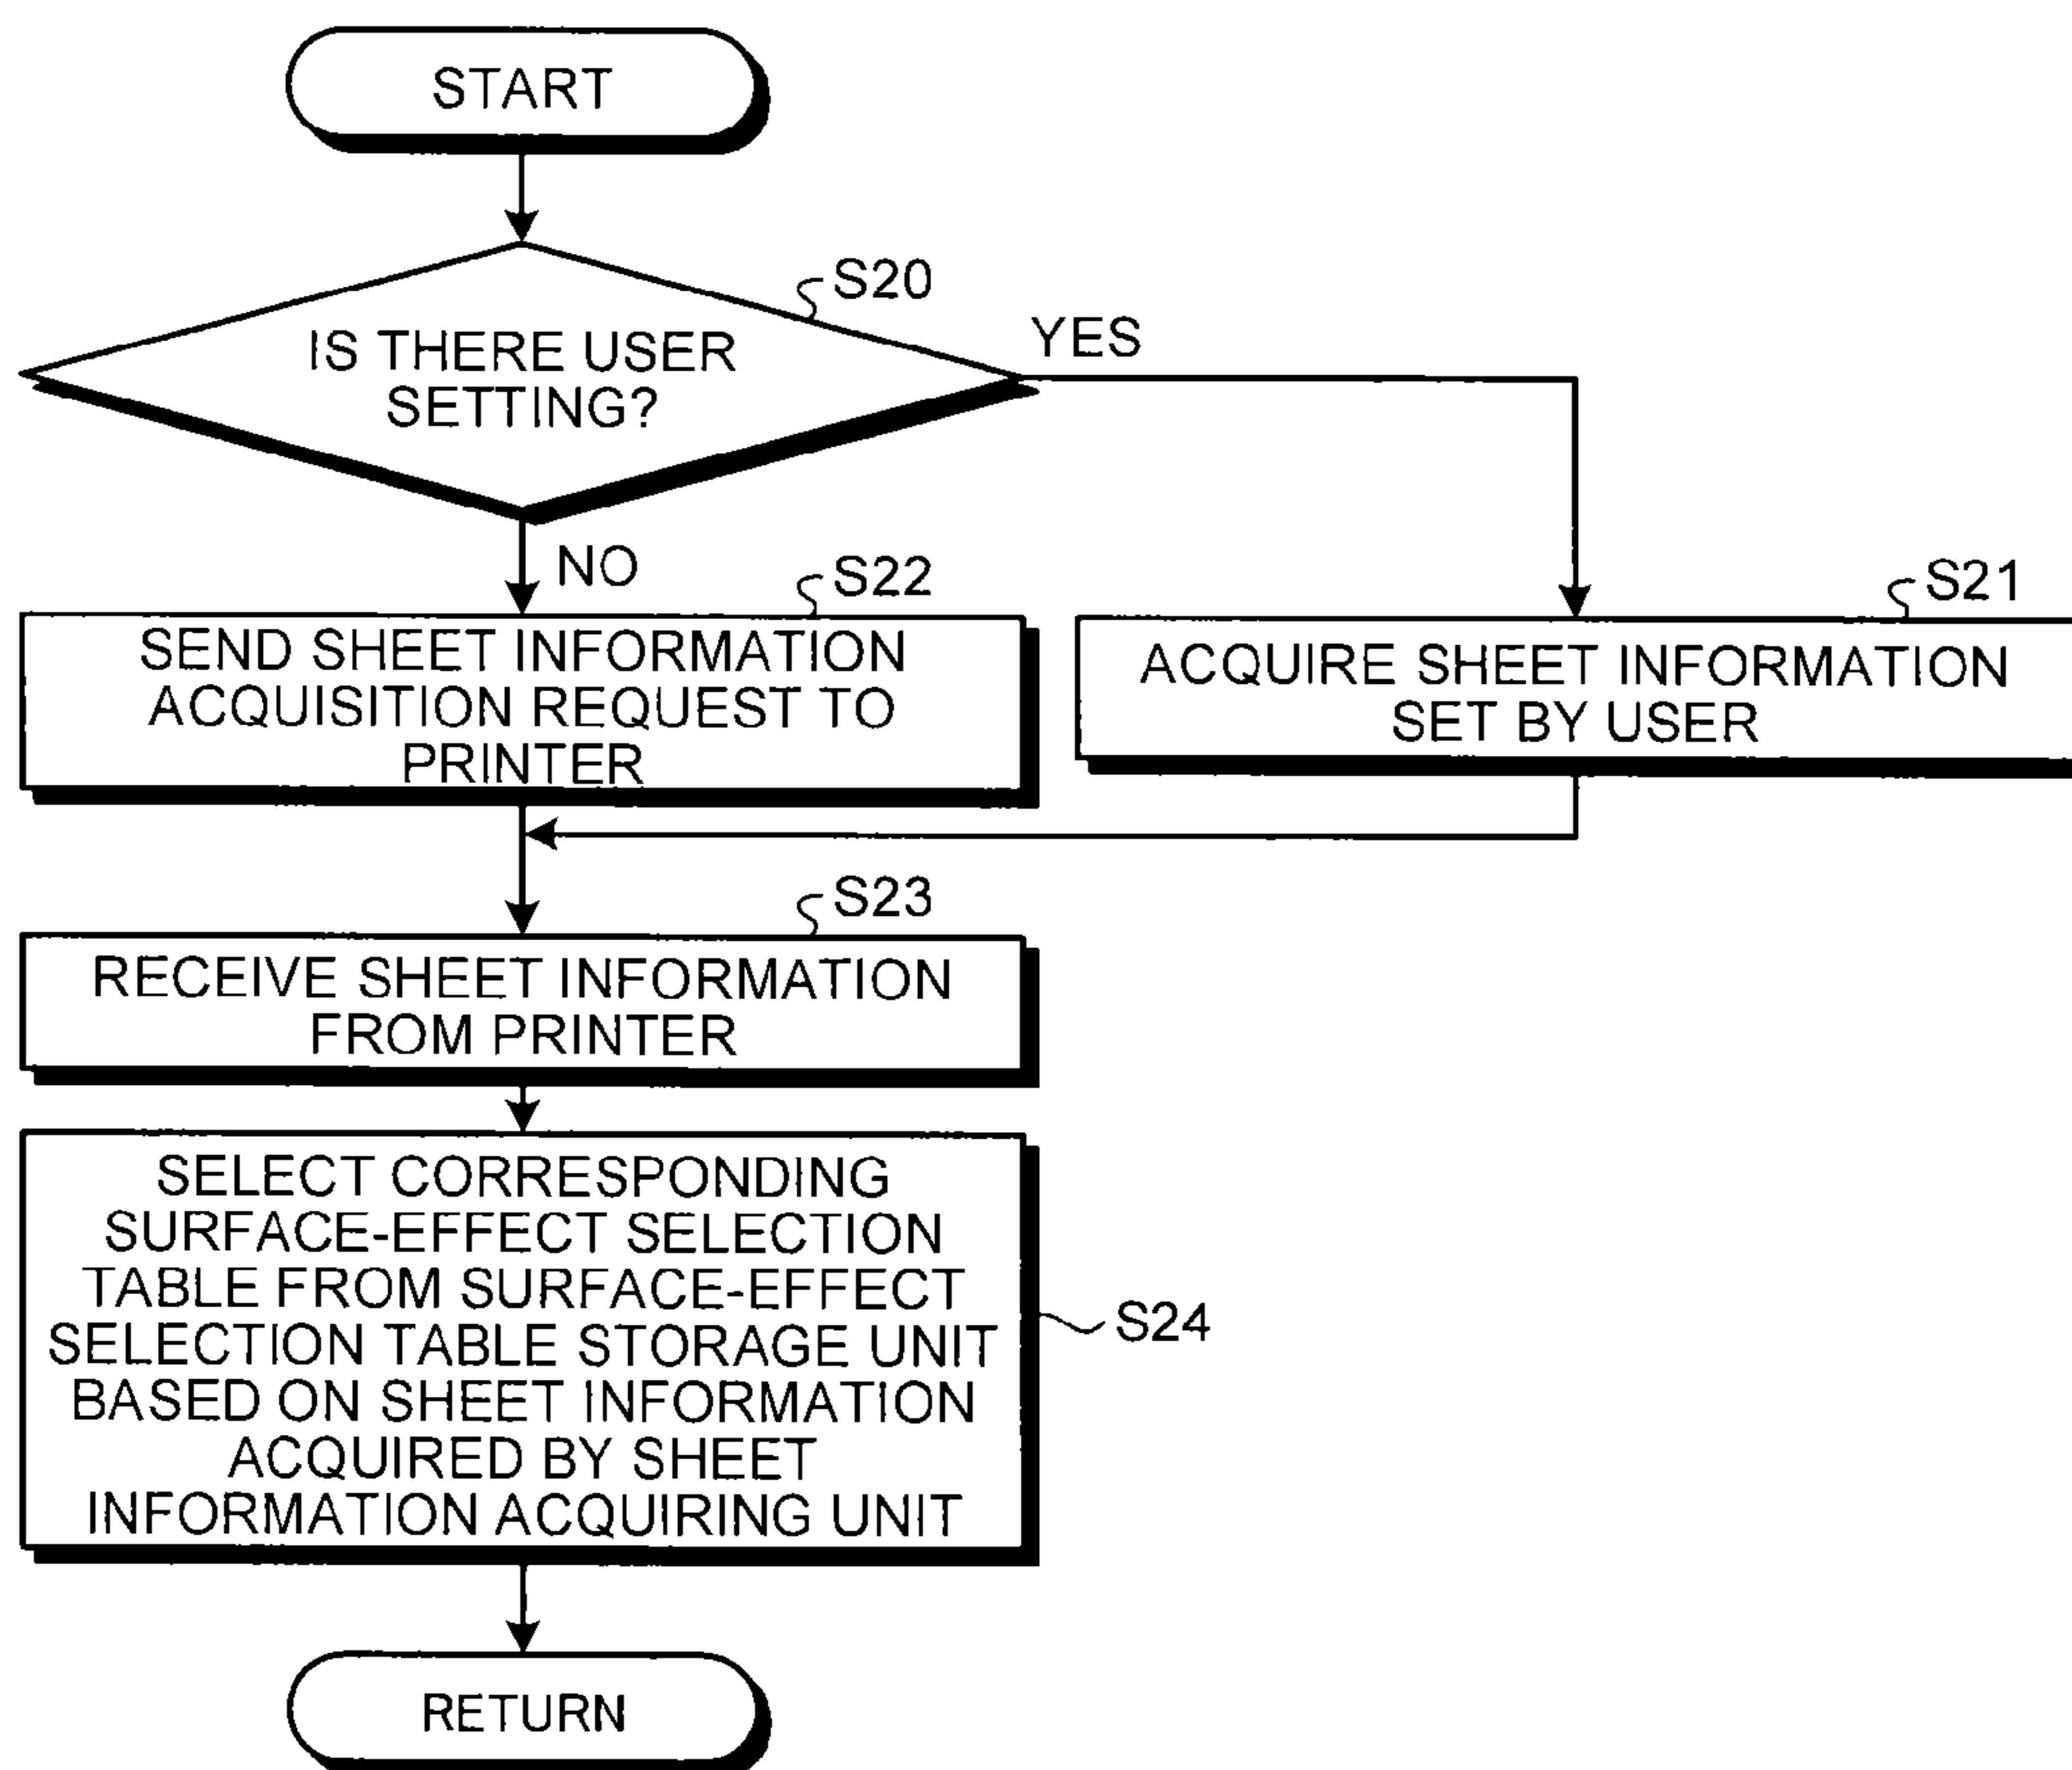 START
S20
IS THERE USER
SETTING?
YES
NO
S22
SEND SHEET INFORMATION
ACQUISITION REQUEST TO
PRINTER
S21
ACQUIRE SHEET INFORMATION
SET BY USER
S23
RECEIVE SHEET INFORMATION
FROM PRINTER
SELECT CORRESPONDING
SURFACE-EFFECT SELECTION
TABLE FROM SURFACE-EFFECT
SELECTION TABLE STORAGE UNIT
BASED ON SHEET INFORMATION
ACQUIRED BY SHEET
INFORMATION ACQUIRING UNIT
S24
RETURN